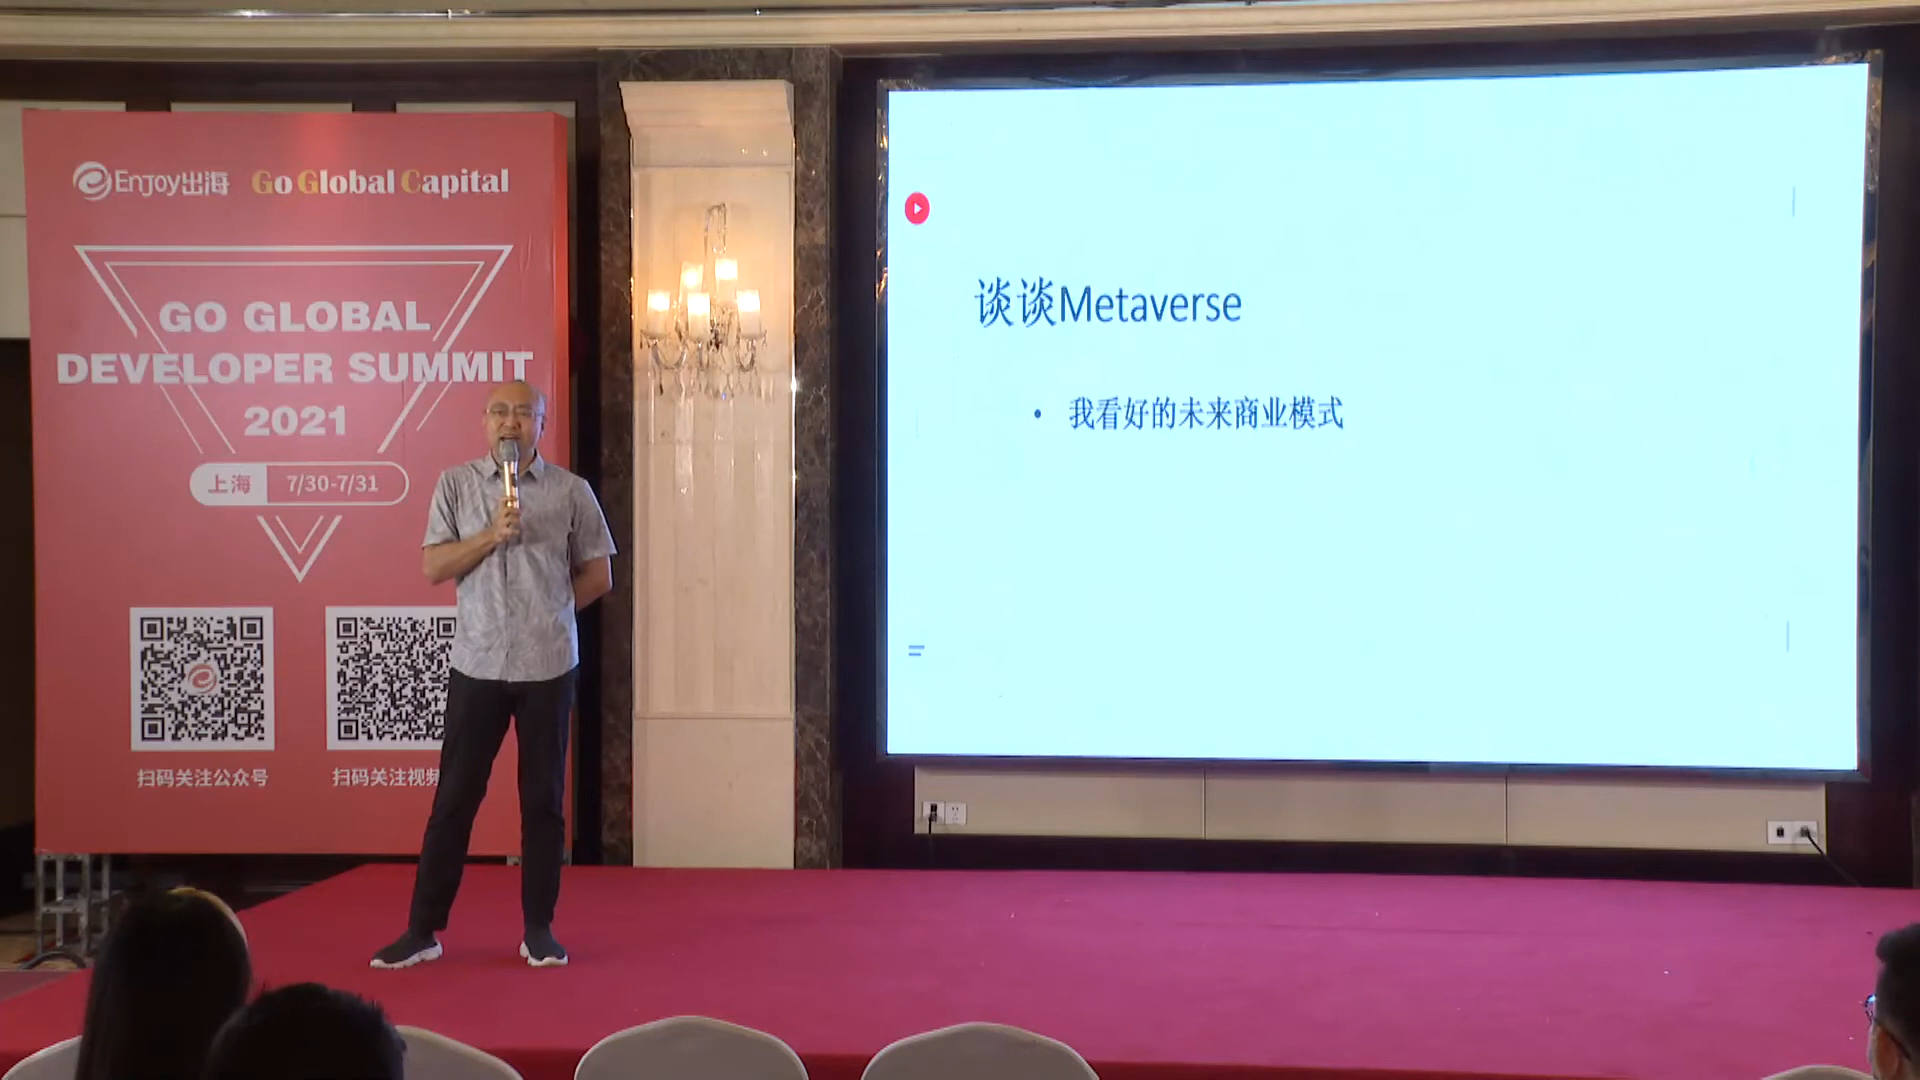 Enjoy出海 Go Global Capital
GO GLOBAL
DEVELOPER SUMMIT
2021
上海 7/30-7/31
扫码关注公众号
扫码关注视频
谈谈Metaverse
• 我看好的未来商业模式